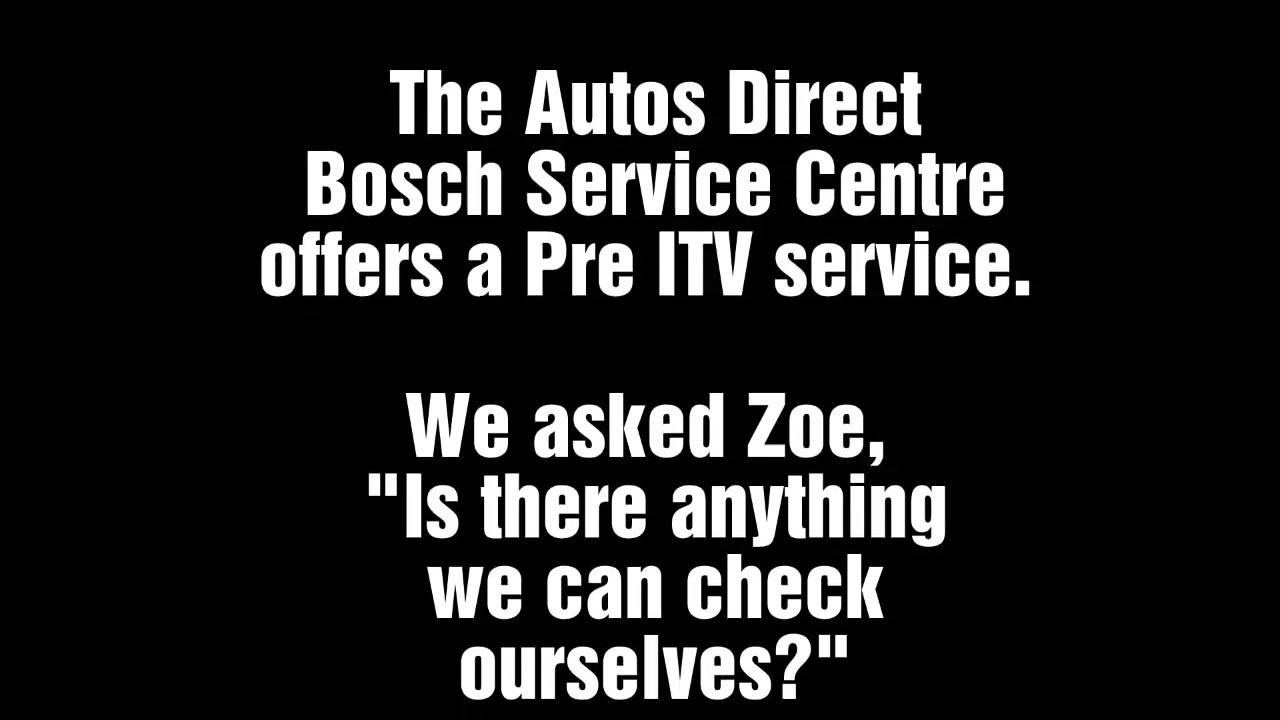 The Autos Direct
Bosch Service Centre
offers a Pre ITV service.
We asked Zoe,
"Is there anything
we can check
ourselves?"